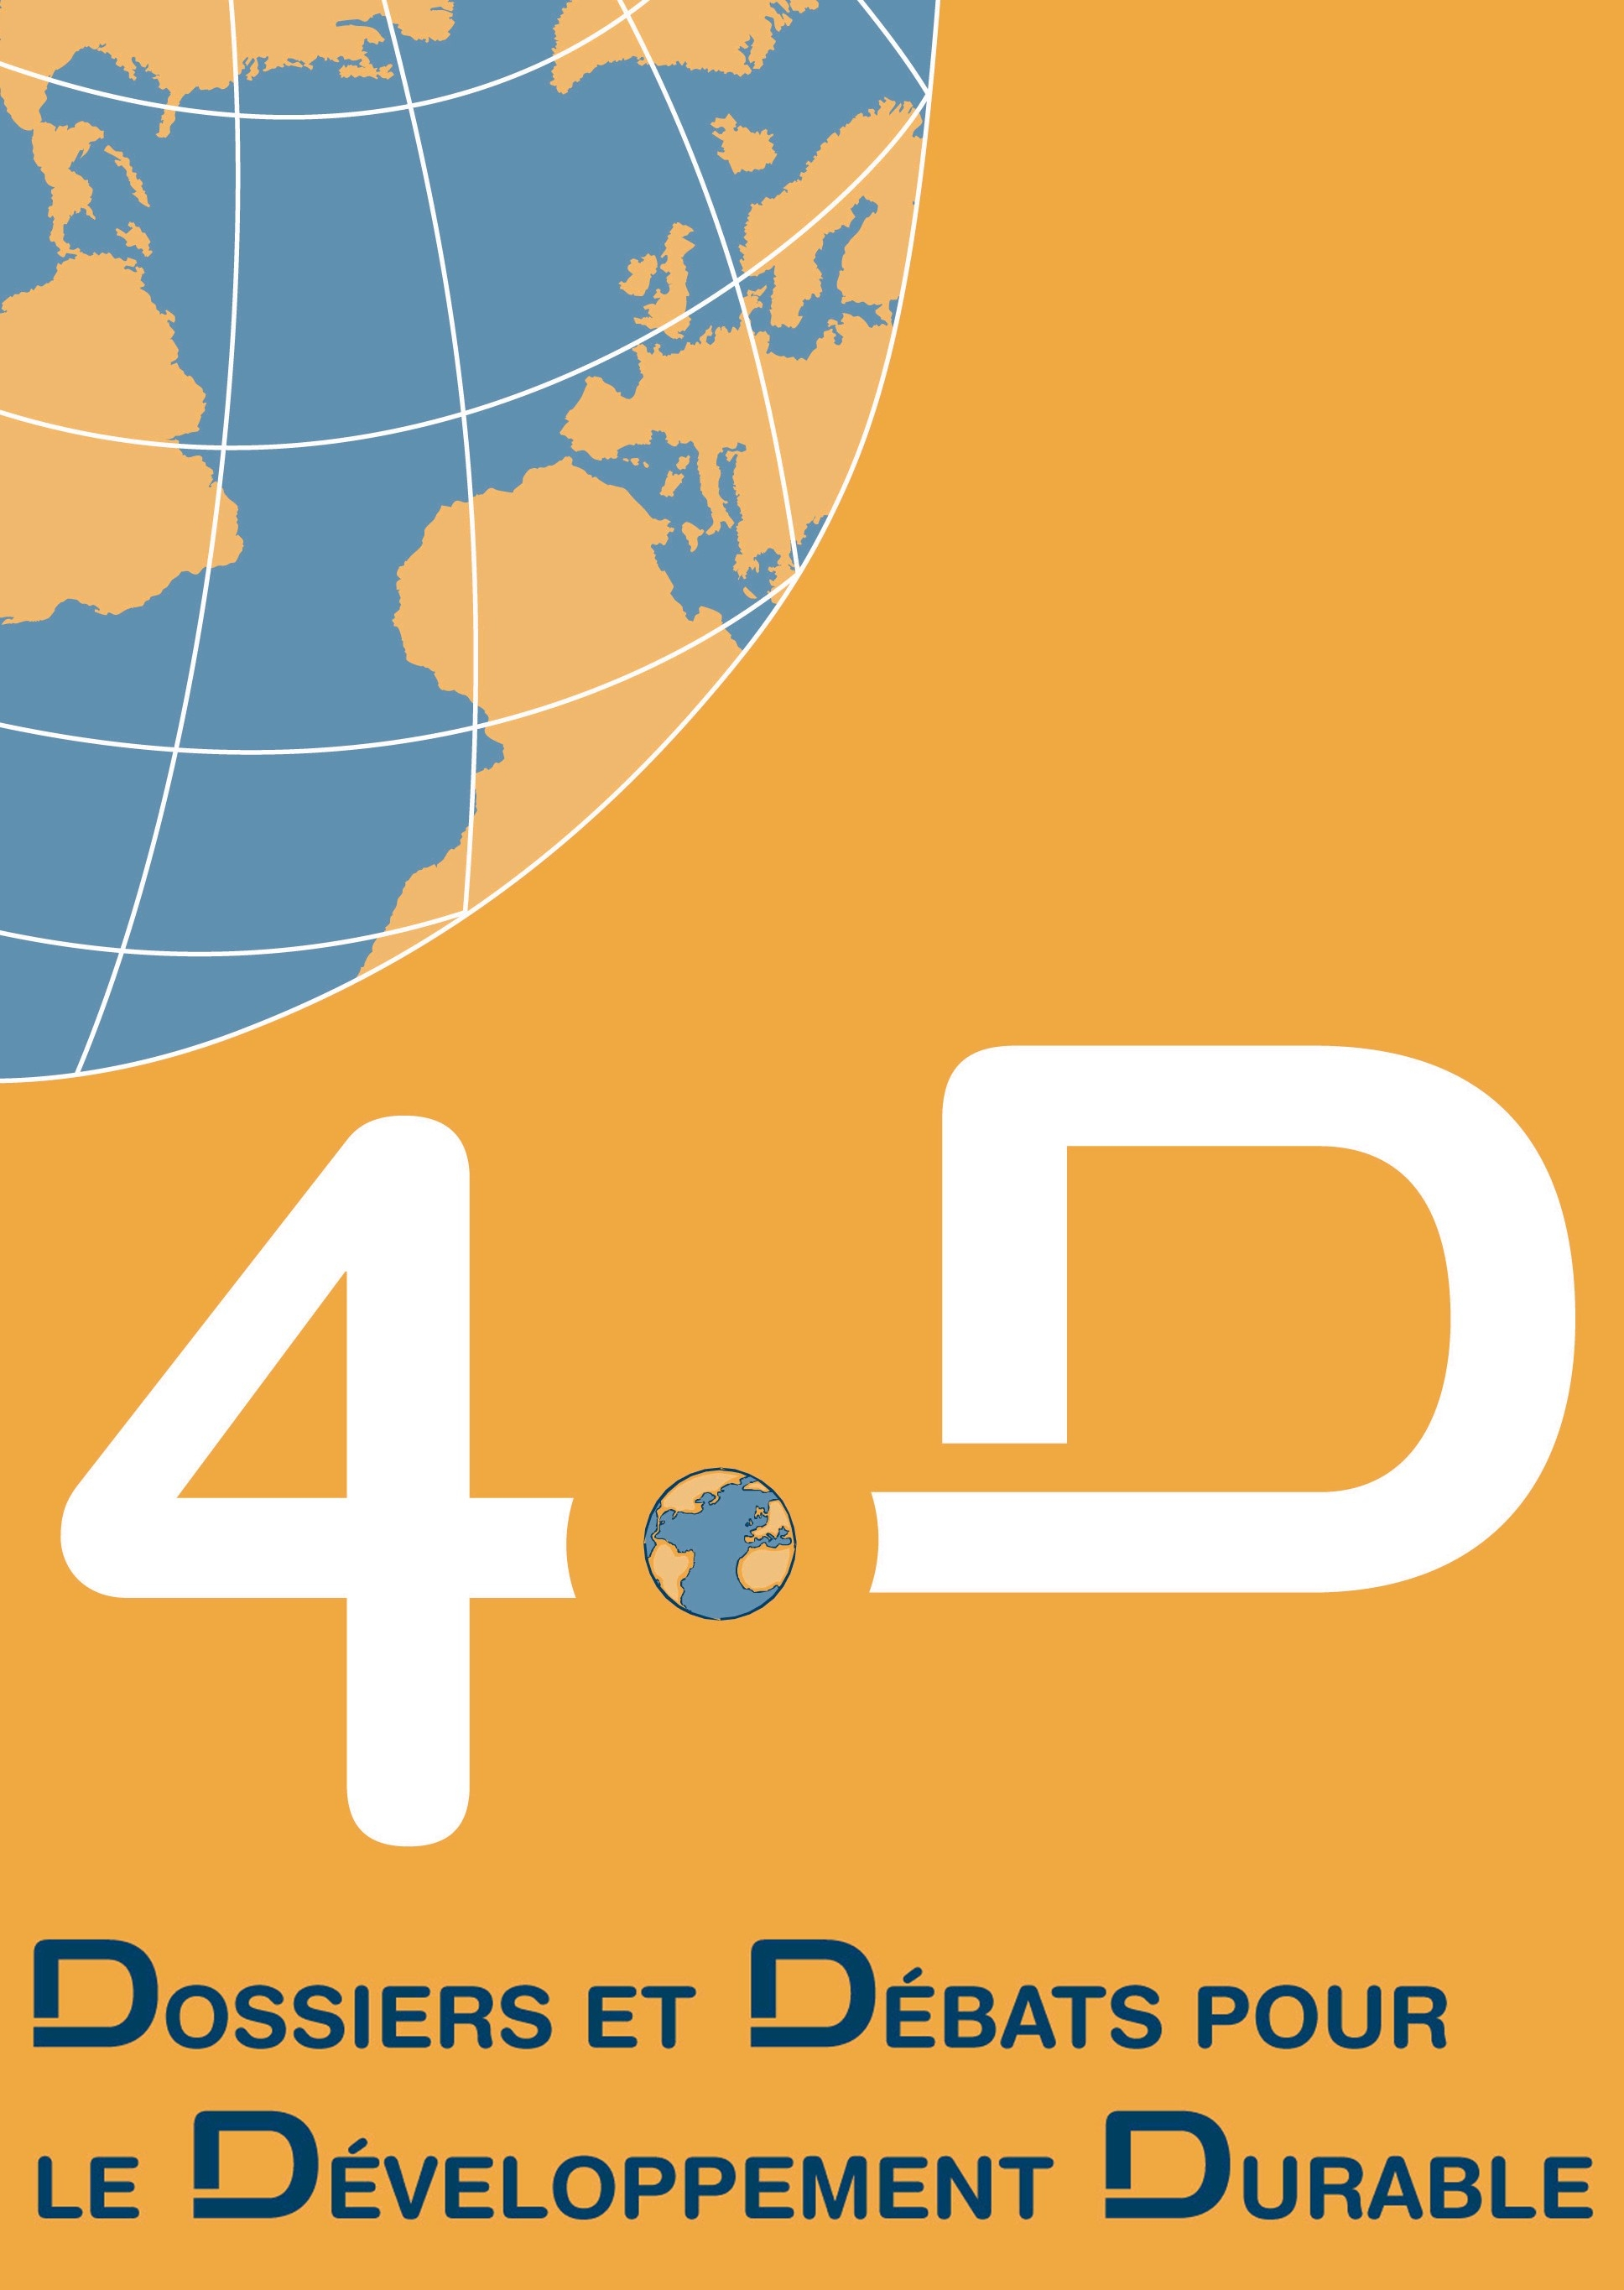 4 D
DOSSIERS ET DÉBATS POUR
LE DÉVELOPPEMENT DURABLE